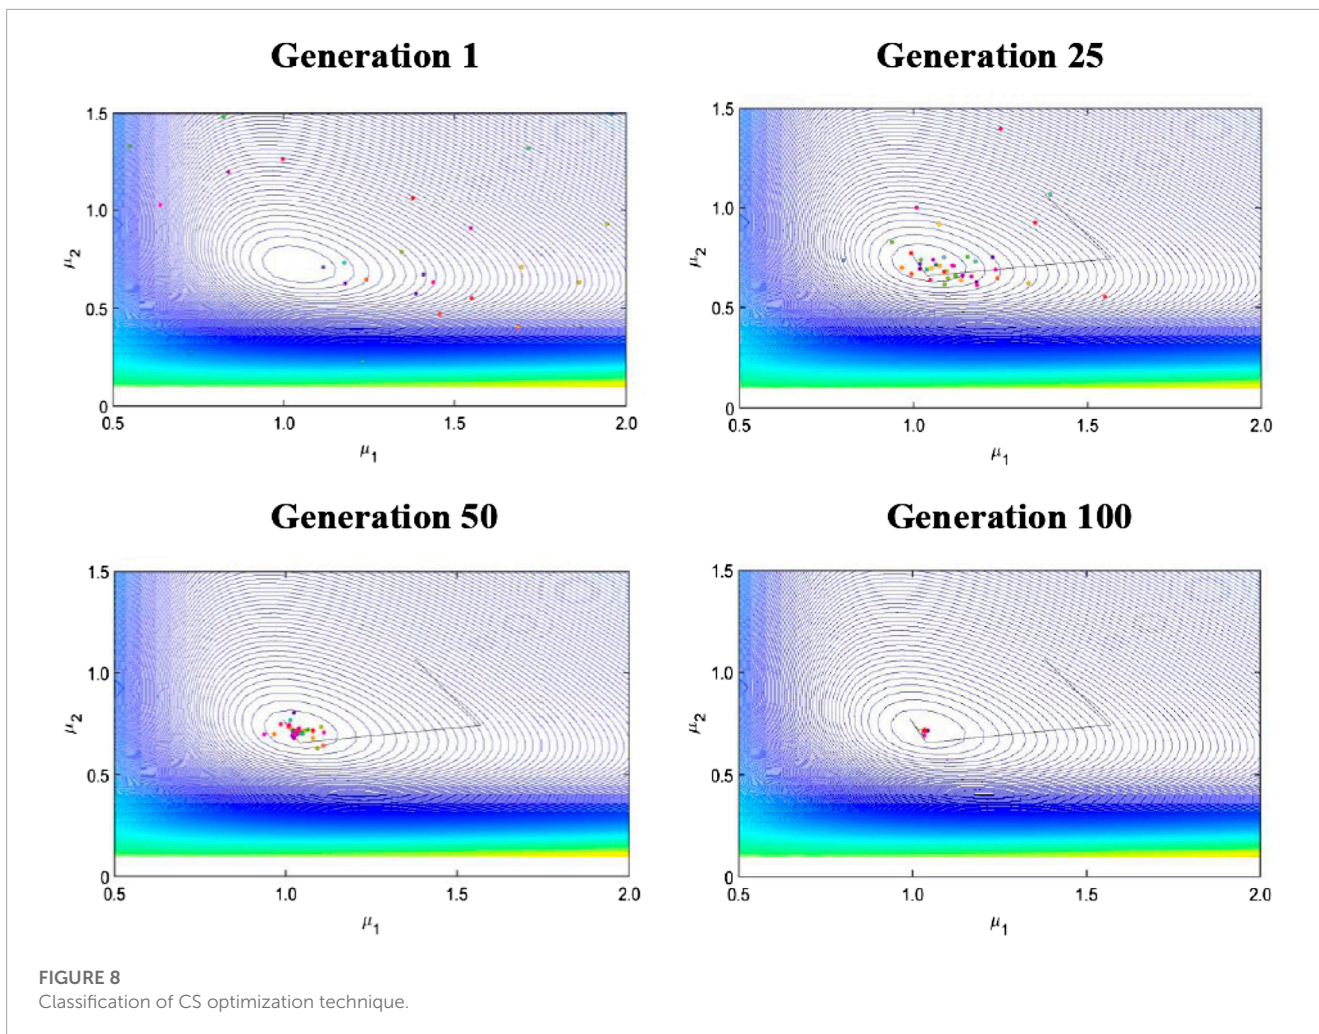 Generation 1
Generation 25
1.5
1.0
0.5
0
μ2
0.5
1.0
1.5
2.0
μ1
1.5
1.0
0.5
0
μ2
0.5
1.0
1.5
2.0
μ1
Generation 50
Generation 100
1.5
1.0
0.5
0
μ2
0.5
1.0
1.5
2.0
μ1
1.5
1.0
0.5
0
μ2
0.5
1.0
1.5
2.0
μ1
FIGURE 8
Classification of CS optimization technique.